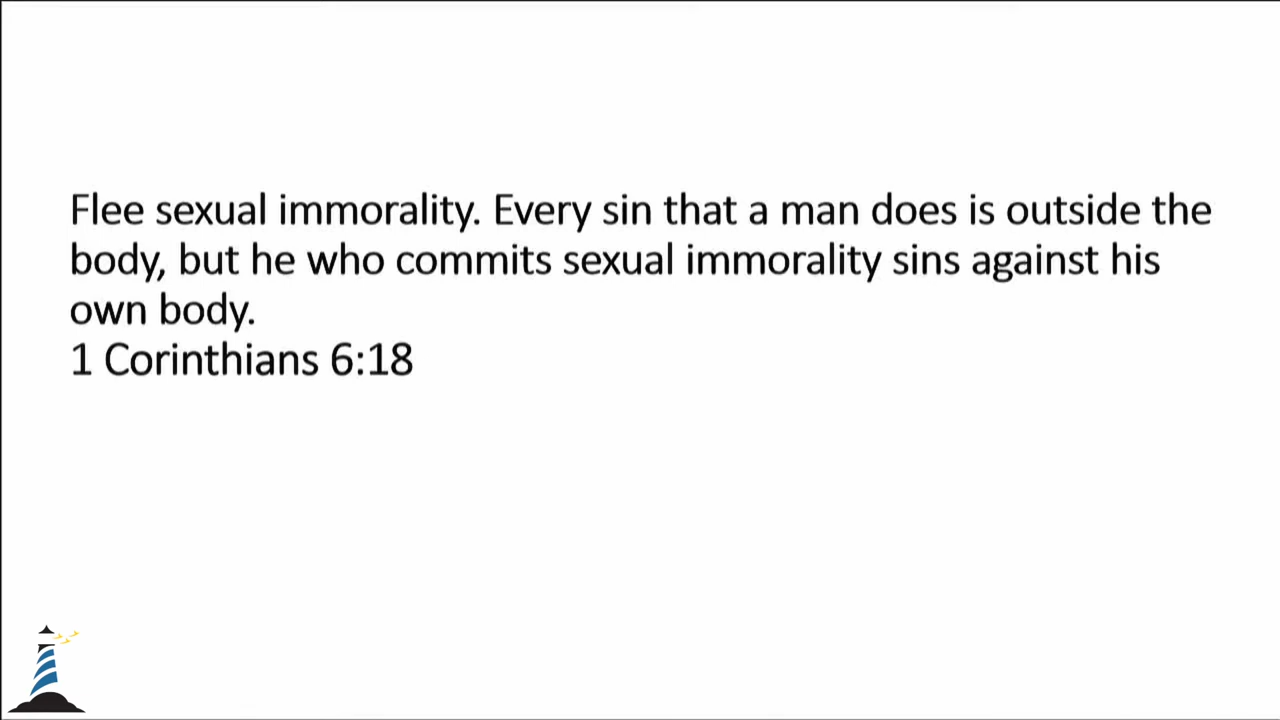 Flee sexual immorality. Every sin that a man does is outside the
body, but he who commits sexual immorality sins against his
own body.
1 Corinthians 6:18